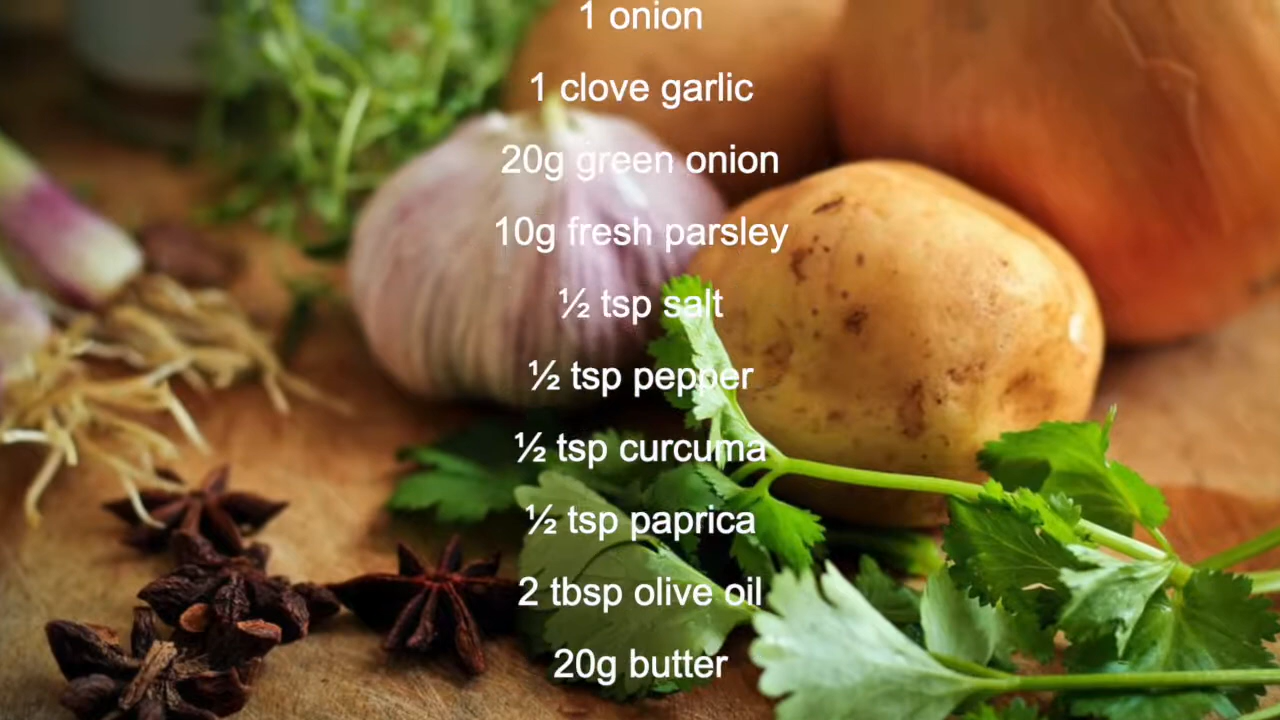 1 onion
1 clove garlic
20g green onion
10g fresh parsley
½ tsp salt
½ tsp pepper
½ tsp curcuma
½ tsp paprica
2 tbsp olive oil
20g butter